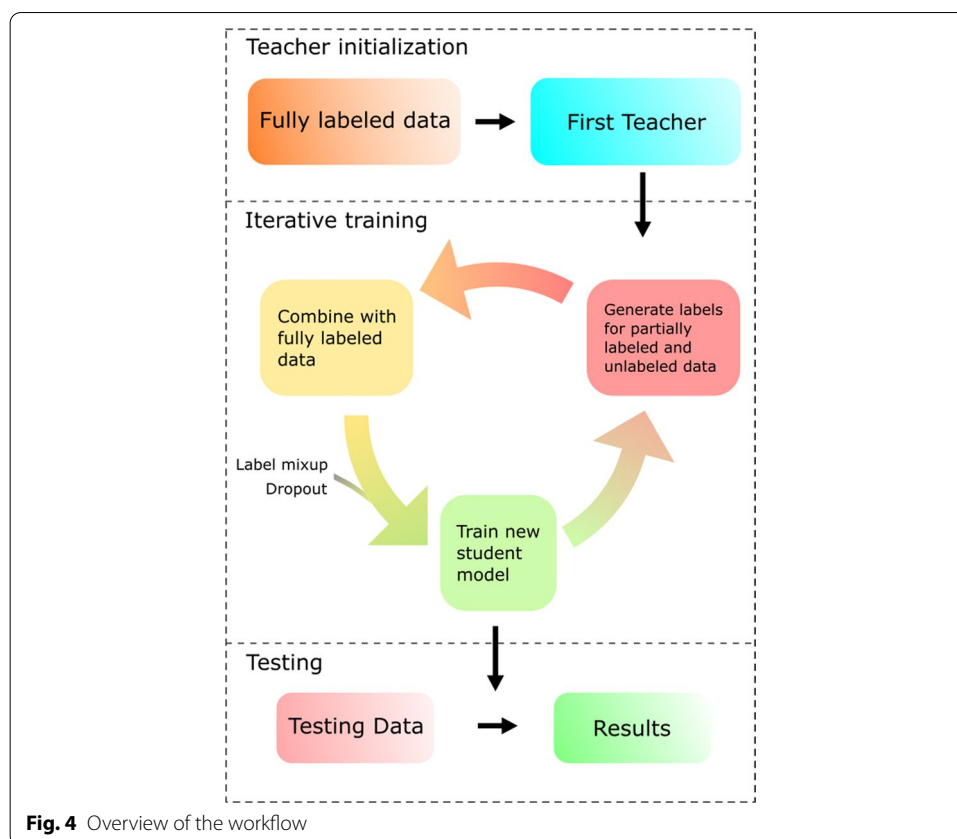 Teacher initialization
Fully labeled data
First Teacher
Iterative training
Combine with
fully labeled
data
Generate labels
for partially
labeled and
unlabeled data
Label mixup
Dropout
Train new
student
model
Testing
Testing Data
Results
Fig. 4 Overview of the workflow